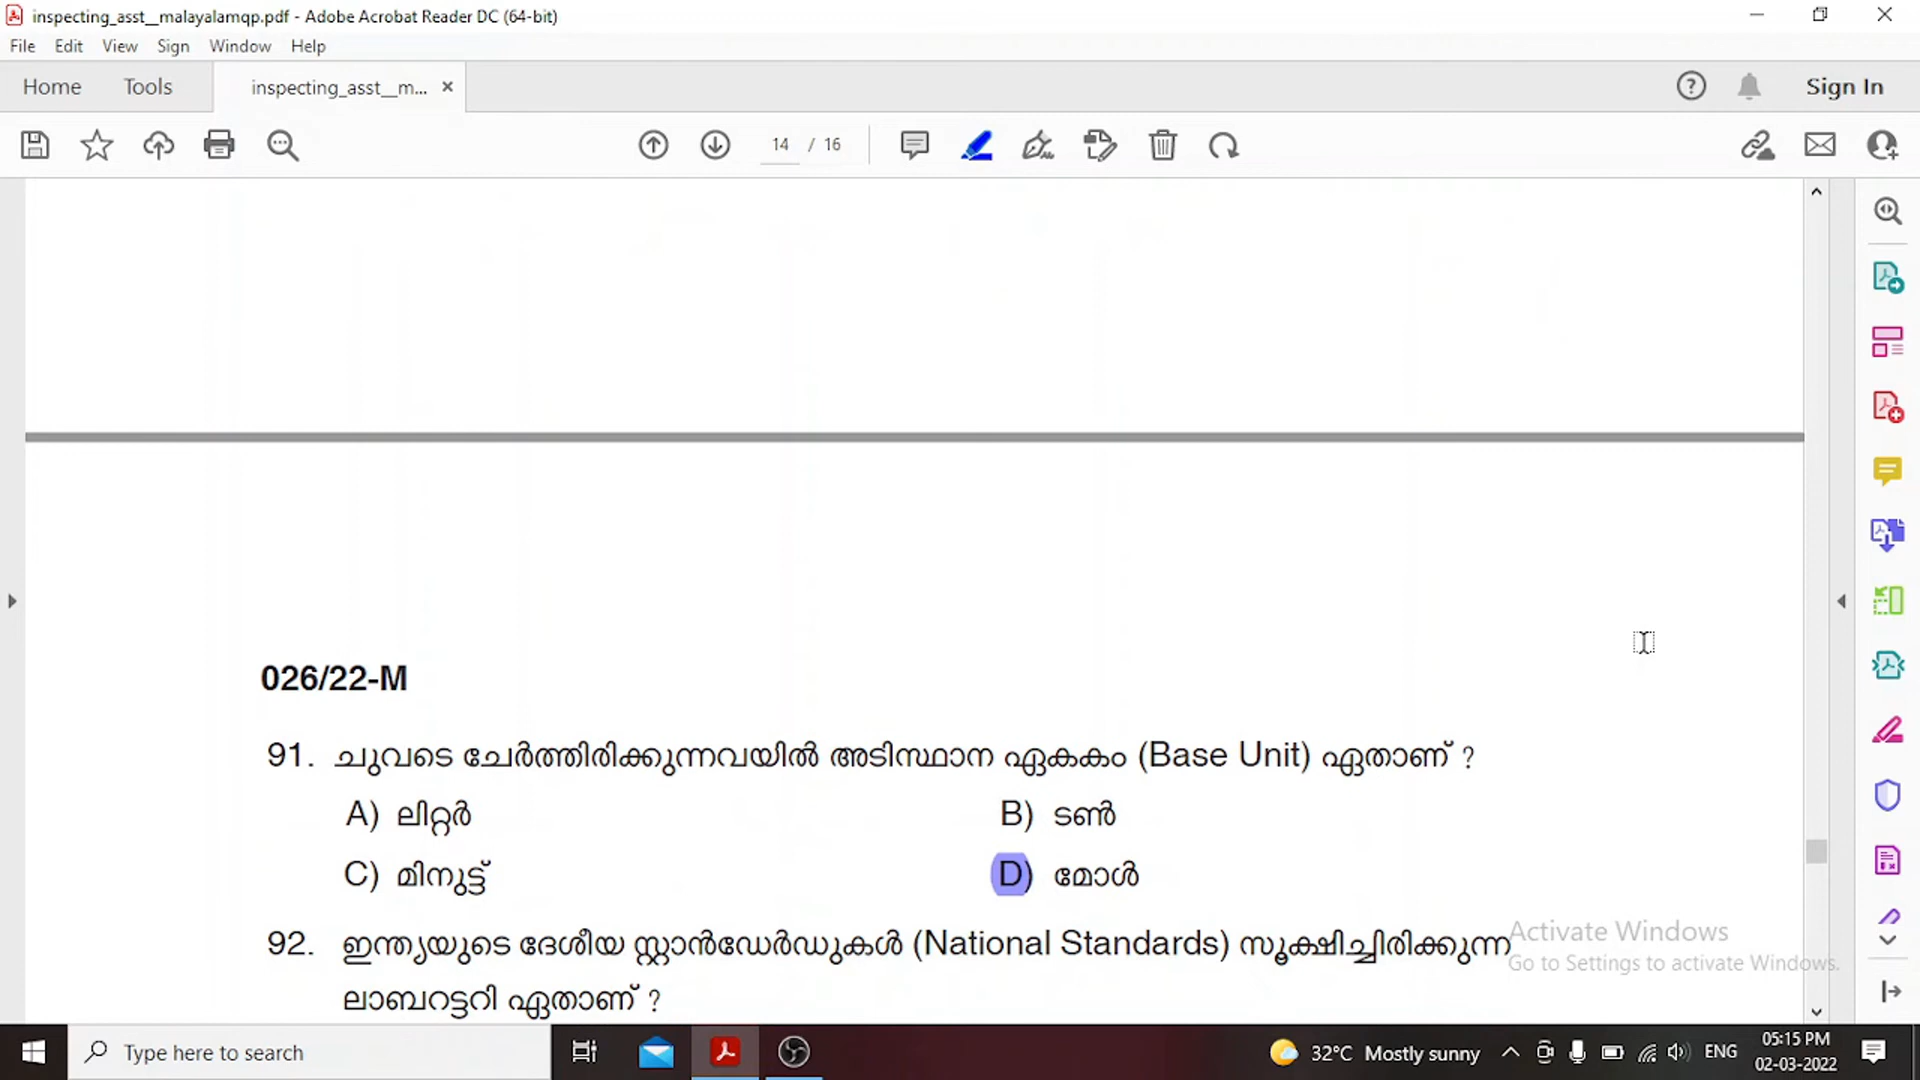 inspecting_asst__malayalamqp.pdf - Adobe Acrobat Reader DC (64-bit)
File Edit View Sign Window Help
Home Tools inspecting_asst__m... × Sign In
14 / 16
026/22-M
91. ചുവടെ ചേർത്തിരിക്കുന്നവയിൽ അടിസ്ഥാന ഏകകം (Base Unit) ഏതാണ് ?
A) ലിറ്റർ B) ടൺ
C) മിനുട്ട് D) മോൾ
92. ഇന്ത്യയുടെ ദേശീയ സ്റ്റാൻഡേർഡുകൾ (National Standards) സൂക്ഷിച്ചിരിക്കുന്ന
ലാബറട്ടറി ഏതാണ് ?
Activate Windows
Go to Settings to activate Windows.
Type here to search 32°C Mostly sunny ENG 05:15 PM
02-03-2022